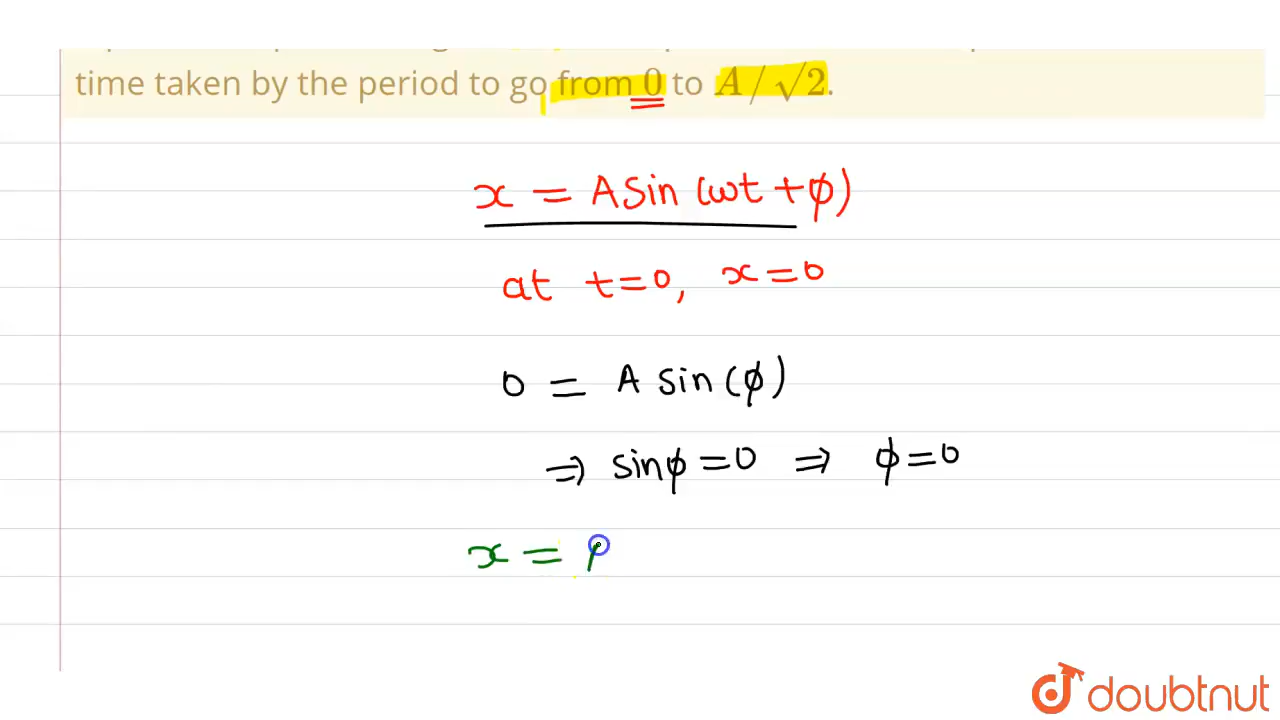 time taken by the period to go from 0 to A/√2.
x = A Sin (ωt + ϕ)
at t=0, x=0
0 = A sin(ϕ)
⇒ sinϕ=0 ⇒ ϕ=0
x =
doubtnut